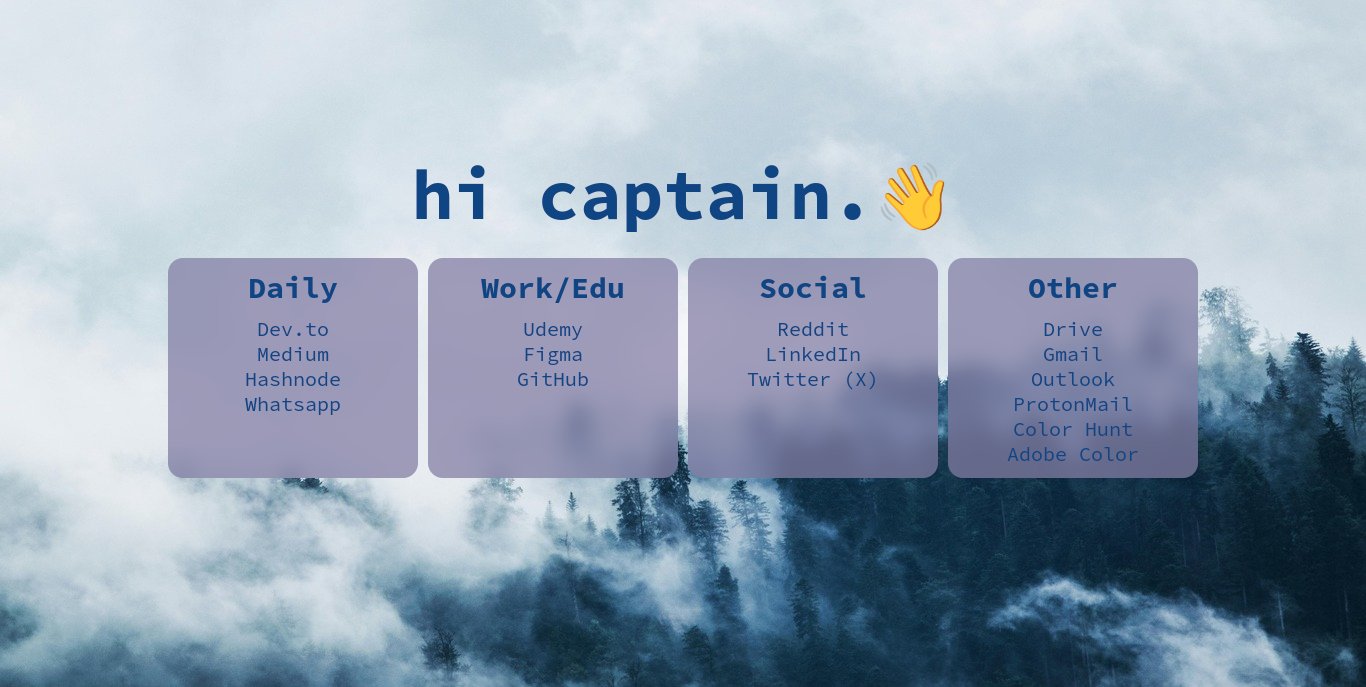 hi captain.👋
Daily
Dev.to
Medium
Hashnode
Whatsapp
Work/Edu
Udemy
Figma
GitHub
Social
Reddit
LinkedIn
Twitter (X)
Other
Drive
Gmail
Outlook
ProtonMail
Color Hunt
Adobe Color